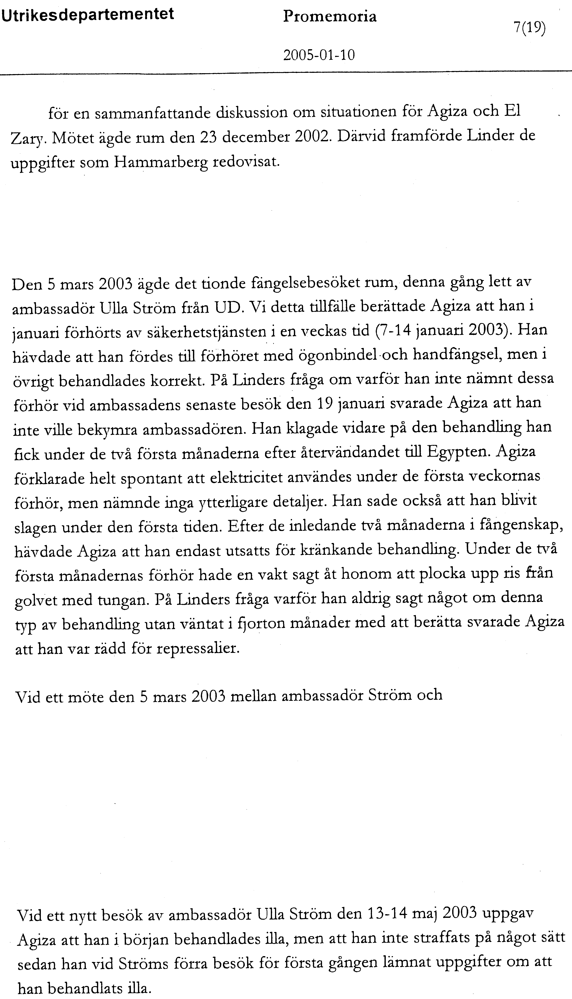 Utrikesdepartementet Promemoria 7(19)
2005-01-10
för en sammanfattande diskussion om situationen för Agiza och El
Zary. Mötet ägde rum den 23 december 2002. Därvid framförde Linder de
uppgifter som Hammarberg redovisat.
Den 5 mars 2003 ägde det tionde fängelsebesöket rum, denna gång lett av
ambassadör Ulla Ström från UD. Vi detta tillfälle berättade Agiza att han i
januari förhörts av säkerhetstjänsten i en veckas tid (7-14 januari 2003). Han
hävdade att han fördes till förhöret med ögonbindel och handfängsel, men i
övrigt behandlades korrekt. På Linders fråga om varför han inte nämnt dessa
förhör vid ambassadens senaste besök den 19 januari svarade Agiza att han
inte ville bekymra ambassadören. Han klagade vidare på den behandling han
fick under de två första månaderna efter återvändandet till Egypten. Agiza
förklarade helt spontant att elektricitet användes under de första veckornas
förhör, men nämnde inga ytterligare detaljer. Han sade också att han blivit
slagen under den första tiden. Efter de inledande två månaderna i fångenskap,
hävdade Agiza att han endast utsatts för kränkande behandling. Under de två
första månadernas förhör hade en vakt sagt åt honom att plocka upp ris från
golvet med tungan. På Linders fråga varför han aldrig sagt något om denna
typ av behandling utan väntat i fjorton månader med att berätta svarade Agiza
att han var rädd för repressalier.
Vid ett möte den 5 mars 2003 mellan ambassadör Ström och
Vid ett nytt besök av ambassadör Ulla Ström den 13-14 maj 2003 uppgav
Agiza att han i början behandlades illa, men att han inte straffats på något sätt
sedan han vid Ströms förra besök för första gången lämnat uppgifter om att
han behandlats illa.